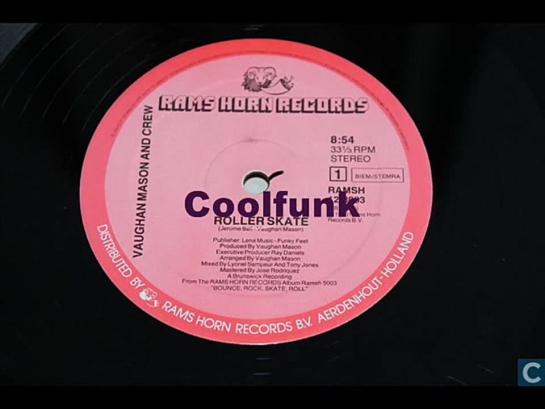 RAMS HORN RECORDS
VAUGHAN MASON AND CREW
8:54
33⅓ RPM
STEREO
1 BIEM/STEMRA
RAMSH
Coolfunk
Records B.V.
ROLLER SKATE
Publisher: Lena Music - Funky Feet
Produced By Vaughan Mason
Executive Producer Ray Daniels
Arranged By Vaughan Mason
Mixed By Lyonel Sampeur And Tony Jones
Mastered By Jose Rodriquez
A Brunswick Recording
From The RAMS HORN RECORDS Album Ramsh 5003
"BOUNCE, ROCK, SKATE, ROLL"
DISTRIBUTED BY RAMS HORN RECORDS B.V. AERDENHOUT-HOLLAND
C